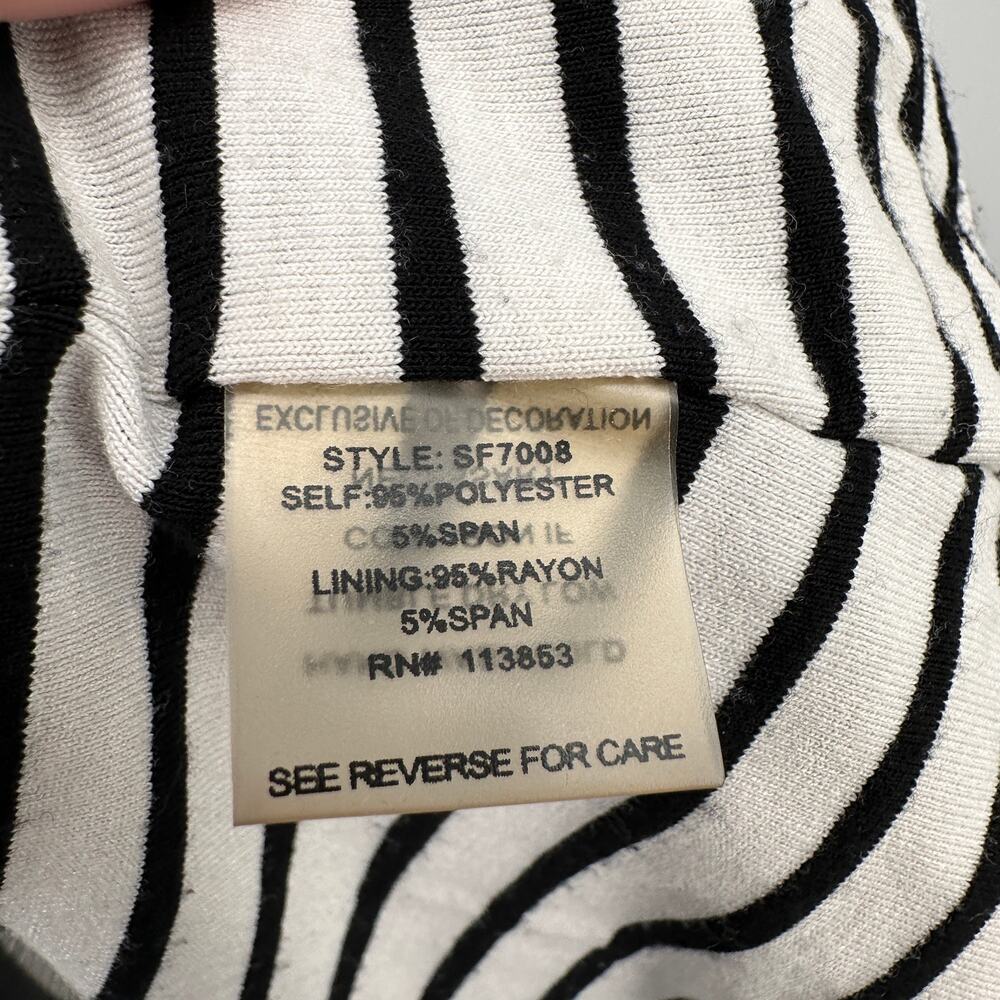 EXCLUSIVE OF DECORATION
STYLE: SF7008
SELF:95%POLYESTER
5%SPAN
LINING:95%RAYON
5%SPAN
RN# 113853
SEE REVERSE FOR CARE